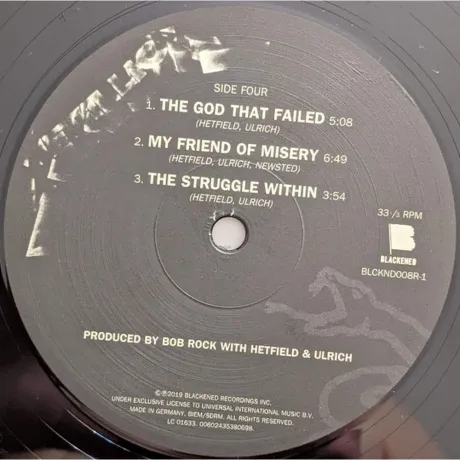 METALLICA
SIDE FOUR
1. THE GOD THAT FAILED 5:08
(HETFIELD, ULRICH)
2. MY FRIEND OF MISERY 6:49
(HETFIELD, ULRICH, NEWSTED)
3. THE STRUGGLE WITHIN 3:54
(HETFIELD, ULRICH)
33 1/3 RPM
B
BLACKENED
BLCKND008R-1
PRODUCED BY BOB ROCK WITH HETFIELD & ULRICH
©℗2019 BLACKENED RECORDINGS INC.
UNDER EXCLUSIVE LICENSE TO UNIVERSAL INTERNATIONAL MUSIC B.V.
MADE IN GERMANY. BIEM/SDRM. ALL RIGHTS RESERVED.
LC 01633. 00602435380698.